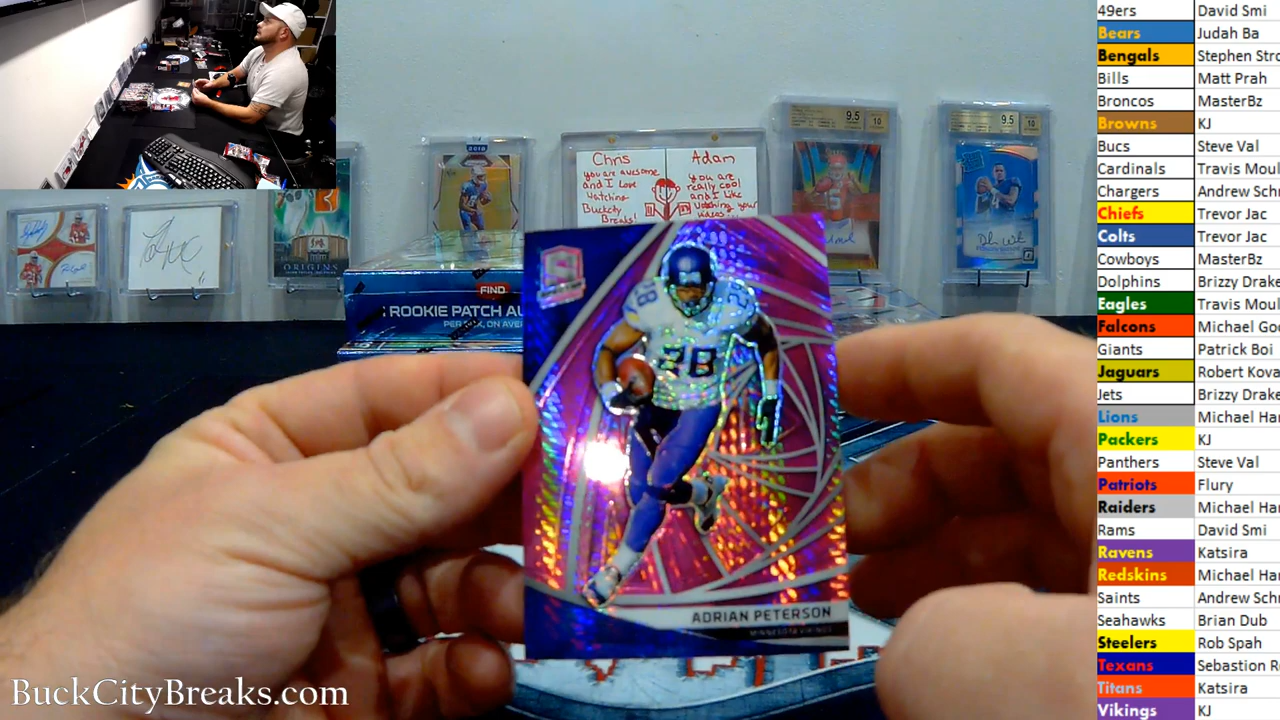 Chris
You are awesome
and I Love
Watching
Buckcity
Breaks!
Adam
You are
really cool
and I like
Watching your
videos!
9.5
10
9.5
10
2018
ORIGINS
FIND
ROOKIE PATCH AU
28
ADRIAN PETERSON
MINNESOTA VIKINGS
BuckCityBreaks.com
49ers David Smi
Bears Judah Ba
Bengals Stephen Stro
Bills Matt Prah
Broncos MasterBz
Browns KJ
Bucs Steve Val
Cardinals Travis Moul
Chargers Andrew Schr
Chiefs Trevor Jac
Colts Trevor Jac
Cowboys MasterBz
Dolphins Brizzy Drake
Eagles Travis Moul
Falcons Michael Go
Giants Patrick Boi
Jaguars Robert Kova
Jets Brizzy Drake
Lions Michael Har
Packers KJ
Panthers Steve Val
Patriots Flury
Raiders Michael Har
Rams David Smi
Ravens Katsira
Redskins Michael Har
Saints Andrew Schr
Seahawks Brian Dub
Steelers Rob Spah
Texans Sebastion R
Titans Katsira
Vikings KJ